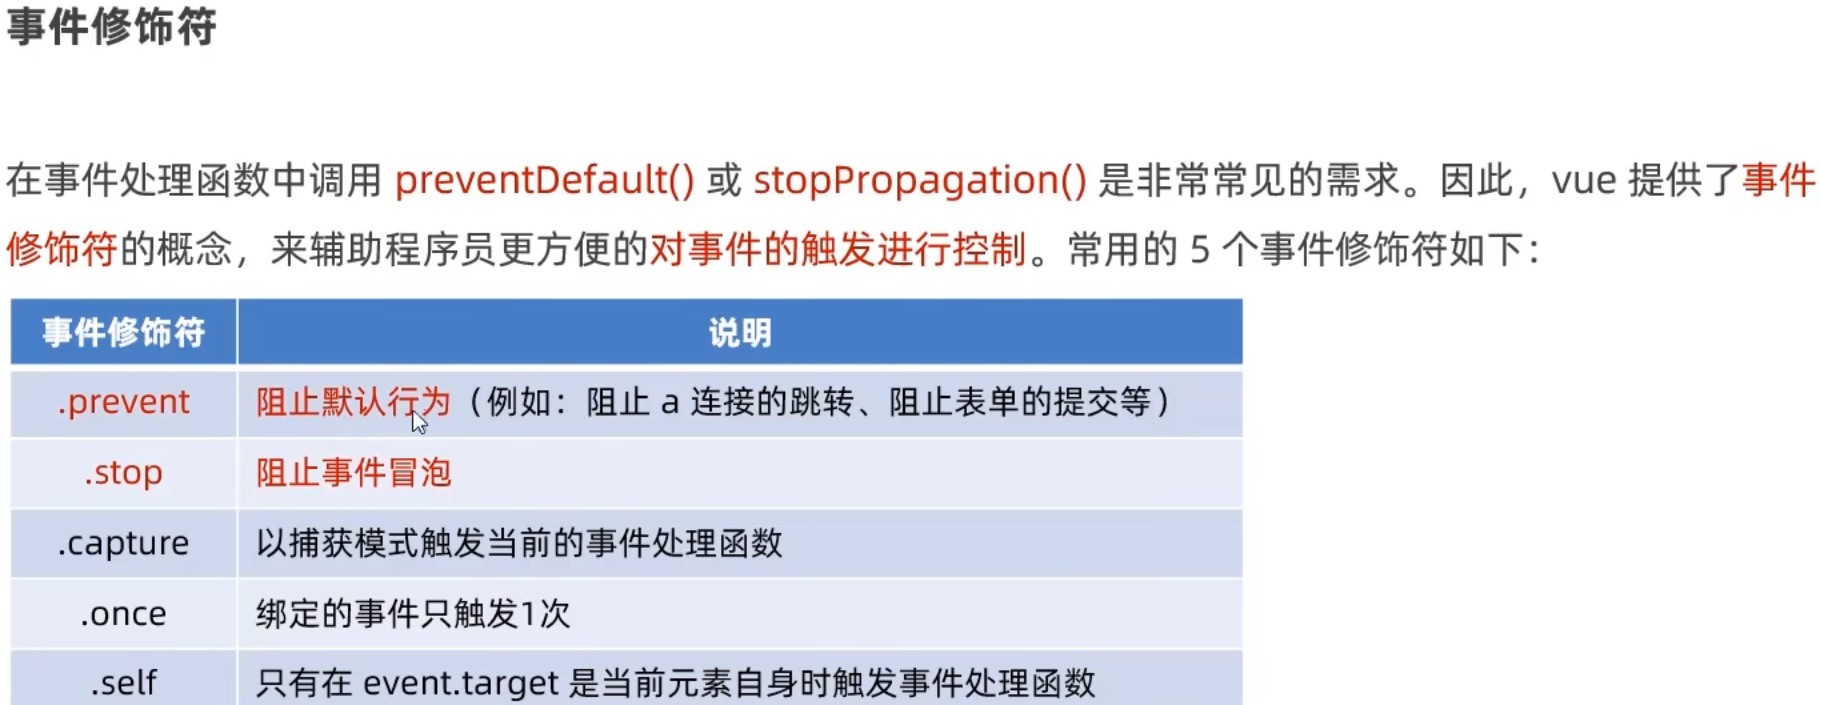 事件修饰符
在事件处理函数中调用 preventDefault() 或 stopPropagation() 是非常常见的需求。因此，vue 提供了事件
修饰符的概念，来辅助程序员更方便的对事件的触发进行控制。常用的 5 个事件修饰符如下：
事件修饰符 说明
.prevent 阻止默认行为（例如：阻止 a 连接的跳转、阻止表单的提交等）
.stop 阻止事件冒泡
.capture 以捕获模式触发当前的事件处理函数
.once 绑定的事件只触发1次
.self 只有在 event.target 是当前元素自身时触发事件处理函数